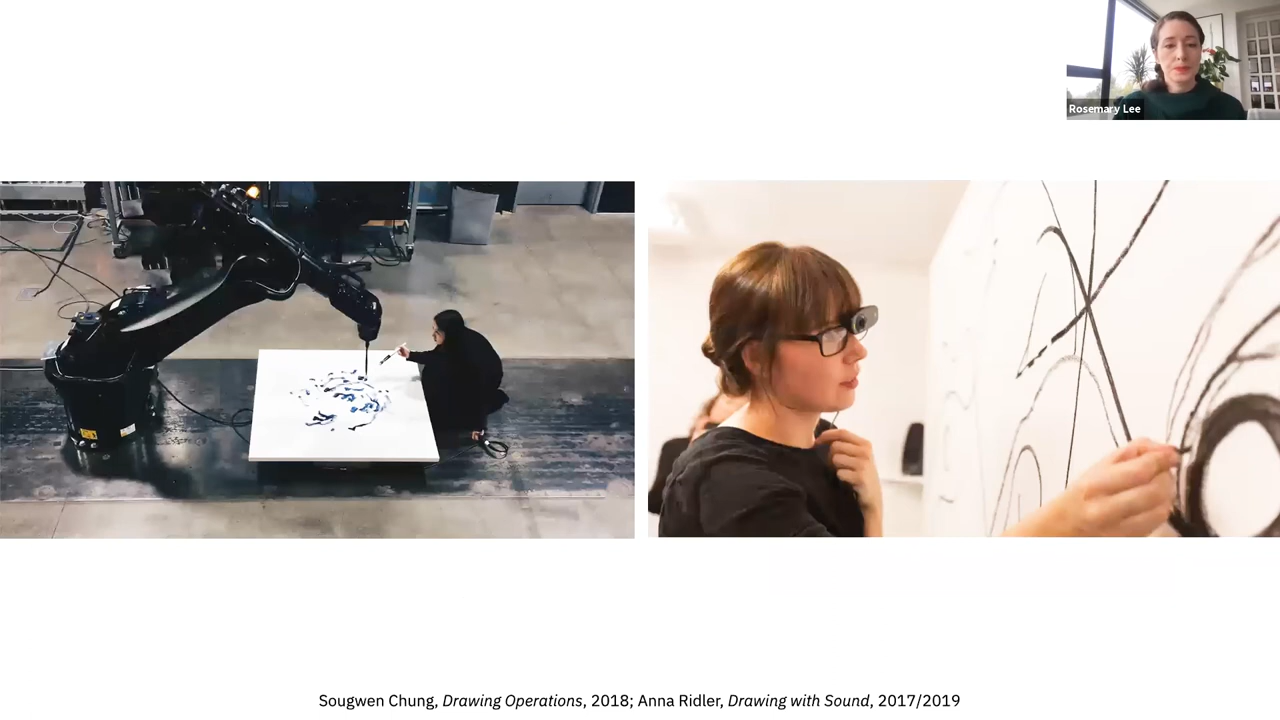 Rosemary Lee
Sougwen Chung, Drawing Operations, 2018; Anna Ridler, Drawing with Sound, 2017/2019